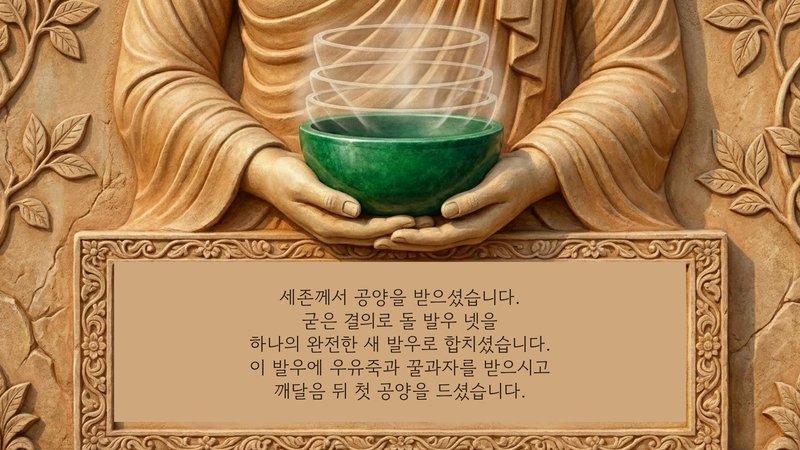 세존께서 공양을 받으셨습니다.
굳은 결의로 돌 발우 넷을
하나의 완전한 새 발우로 합치셨습니다.
이 발우에 우유죽과 꿀과자를 받으시고
깨달음 뒤 첫 공양을 드셨습니다.